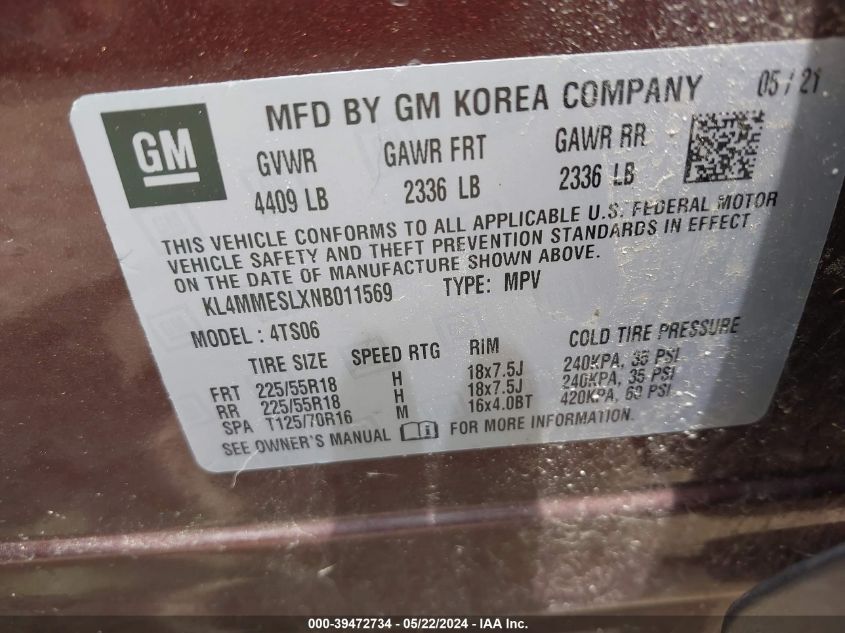 GM
MFD BY GM KOREA COMPANY 05 / 21
GVWR GAWR FRT GAWR RR
4409 LB 2336 LB 2336 LB
THIS VEHICLE CONFORMS TO ALL APPLICABLE U.S. FEDERAL MOTOR
VEHICLE SAFETY AND THEFT PREVENTION STANDARDS IN EFFECT
ON THE DATE OF MANUFACTURE SHOWN ABOVE.
KL4MMESLXNB011569 TYPE: MPV
MODEL: 4TS06
TIRE SIZE SPEED RTG RIM COLD TIRE PRESSURE
FRT 225/55R18 H 18x7.5J 240KPA, 35 PSI
RR 225/55R18 H 18x7.5J 240KPA, 35 PSI
SPA T125/70R16 M 16x4.0BT 420KPA, 60 PSI
SEE OWNER'S MANUAL FOR MORE INFORMATION.
000-39472734 - 05/22/2024 - IAA Inc.